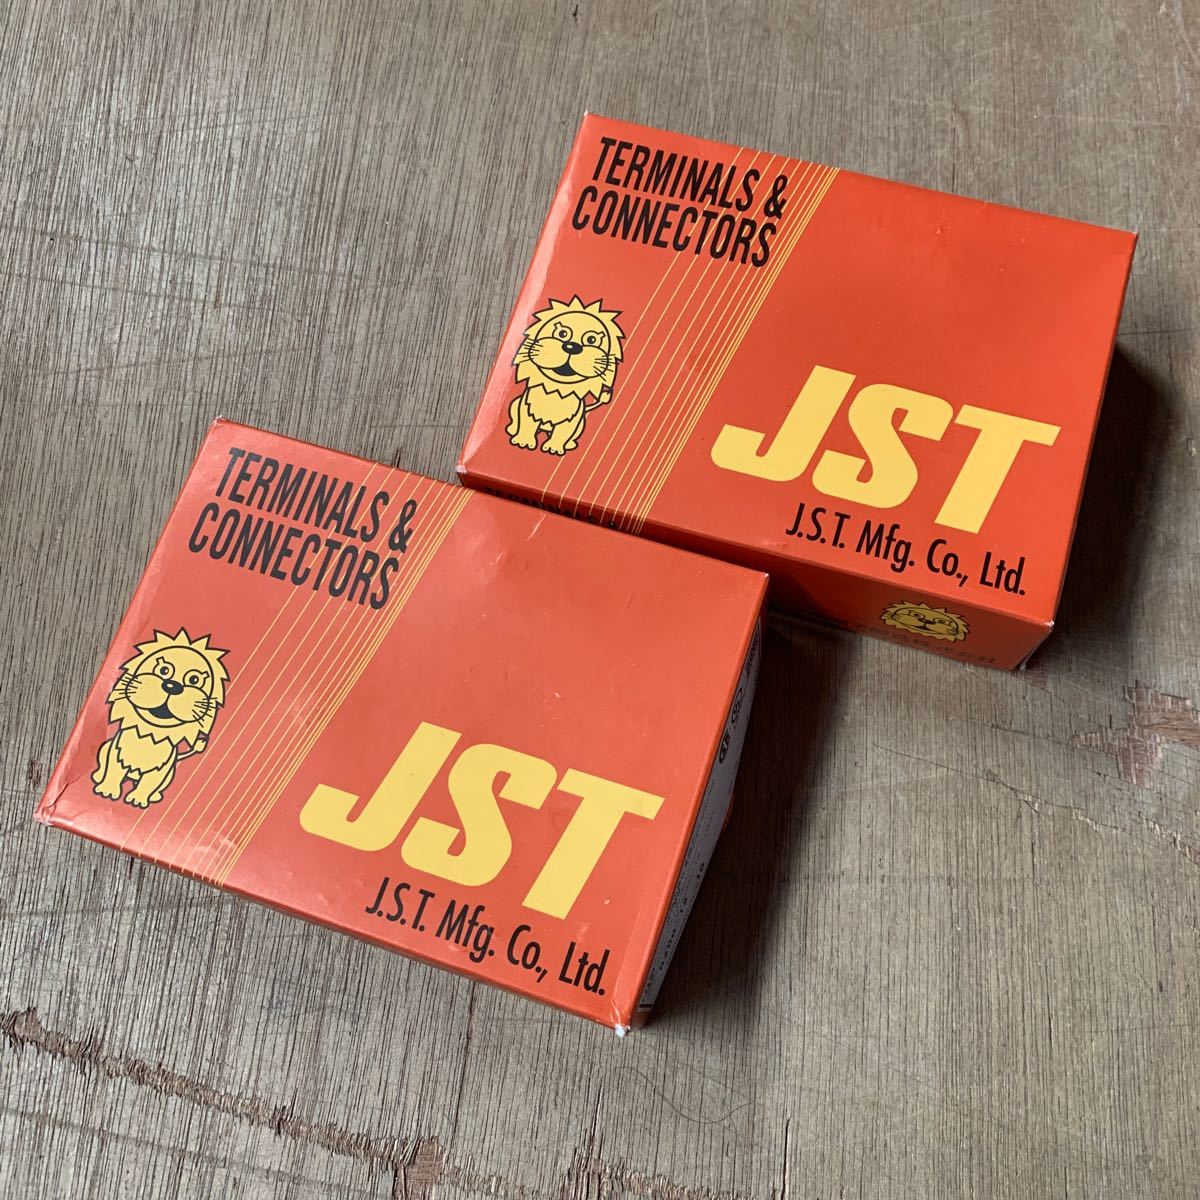 TERMINALS &
CONNECTORS
JST
J.S.T. Mfg. Co., Ltd.
TERMINALS &
CONNECTORS
JST
J.S.T. Mfg. Co., Ltd.